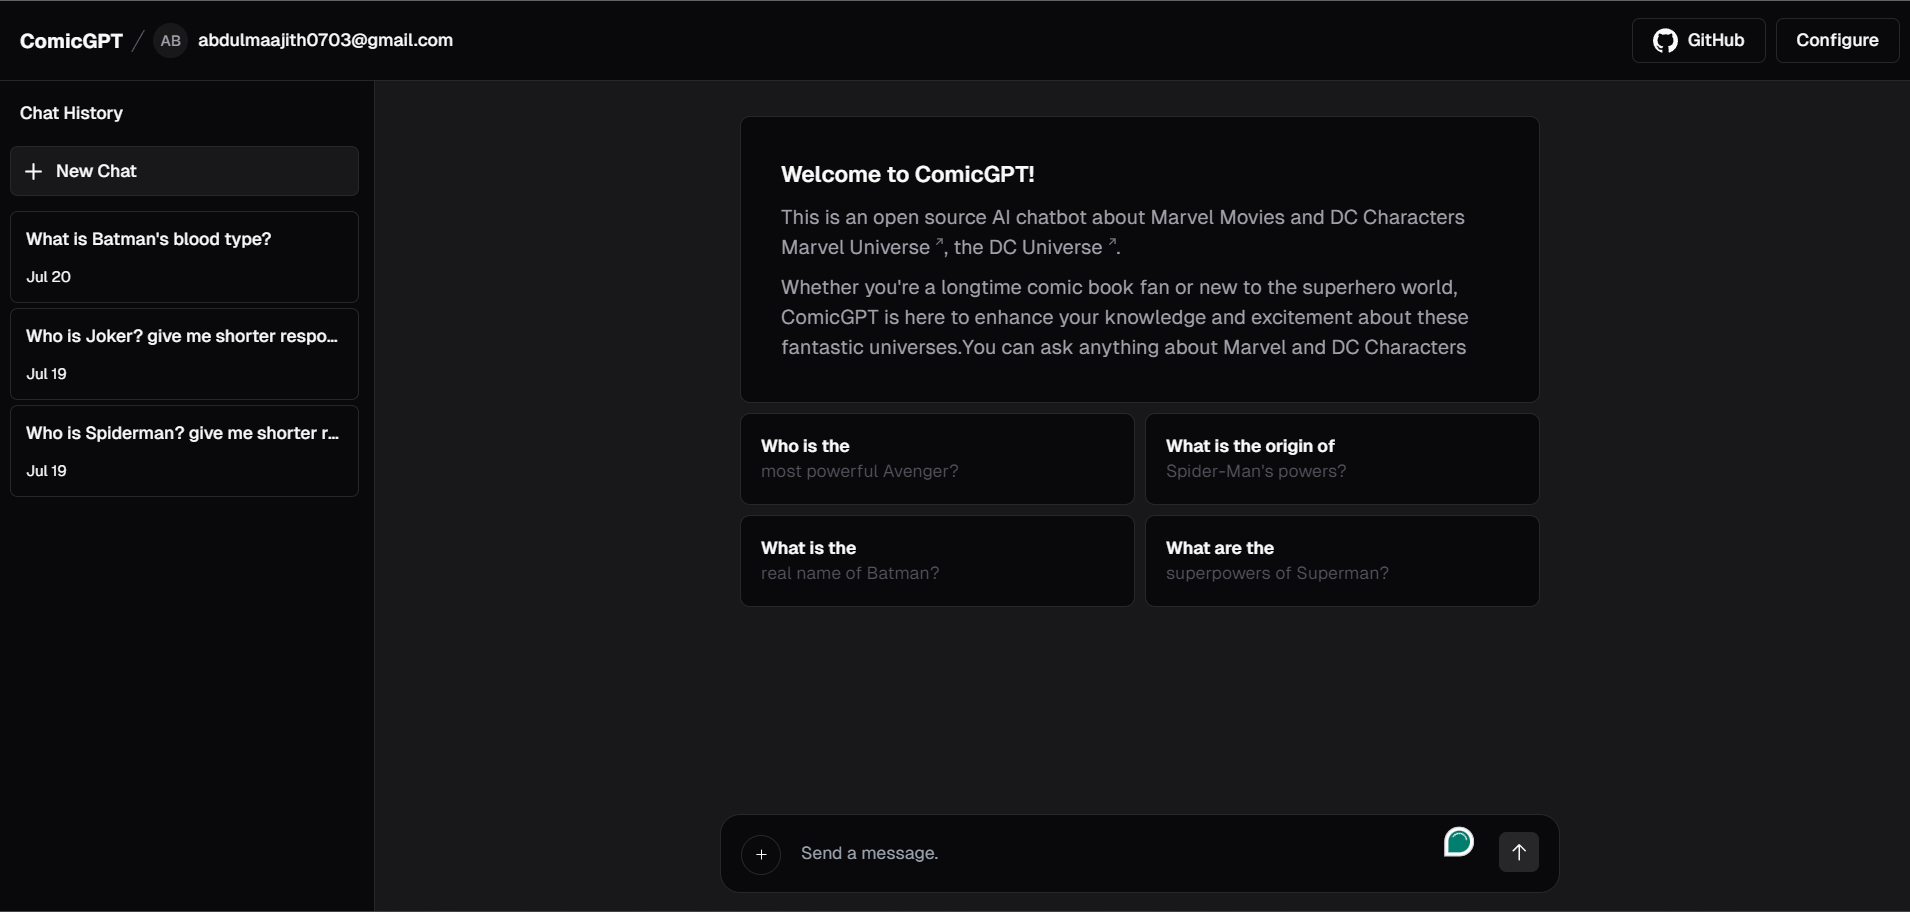 ComicGPT / AB abdulmaajith0703@gmail.com
GitHub
Configure
Chat History
+ New Chat
What is Batman's blood type?
Jul 20
Who is Joker? give me shorter respo...
Jul 19
Who is Spiderman? give me shorter r...
Jul 19
Welcome to ComicGPT!
This is an open source AI chatbot about Marvel Movies and DC Characters
Marvel Universe ↗, the DC Universe ↗.
Whether you're a longtime comic book fan or new to the superhero world,
ComicGPT is here to enhance your knowledge and excitement about these
fantastic universes.You can ask anything about Marvel and DC Characters
Who is the
most powerful Avenger?
What is the origin of
Spider-Man's powers?
What is the
real name of Batman?
What are the
superpowers of Superman?
Send a message.